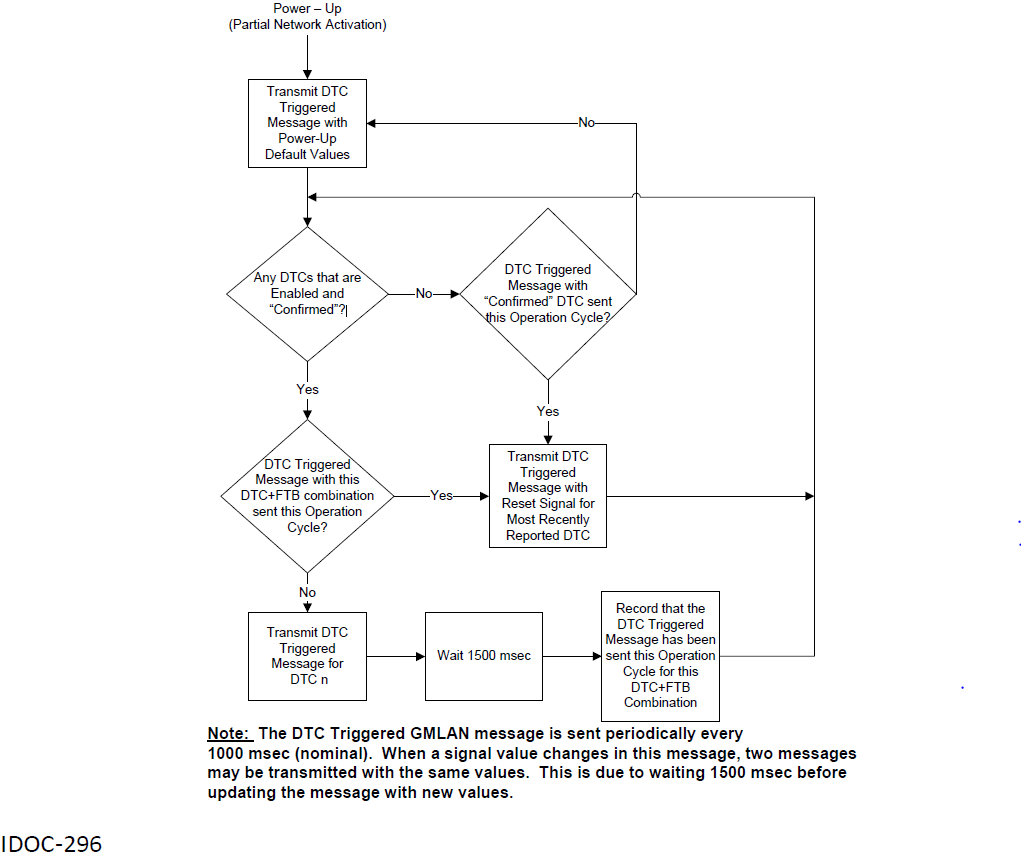 Power – Up
(Partial Network Activation)
Transmit DTC
Triggered
Message with
Power-Up
Default Values
No
Any DTCs that are
Enabled and
“Confirmed”?
No
DTC Triggered
Message with
“Confirmed” DTC sent
this Operation Cycle?
Yes
Yes
DTC Triggered
Message with this
DTC+FTB combination
sent this Operation
Cycle?
Yes
Transmit DTC
Triggered
Message with
Reset Signal for
Most Recently
Reported DTC
No
Transmit DTC
Triggered
Message for
DTC n
Wait 1500 msec
Record that the
DTC Triggered
Message has been
sent this Operation
Cycle for this
DTC+FTB
Combination
Note: The DTC Triggered GMLAN message is sent periodically every
1000 msec (nominal). When a signal value changes in this message, two messages
may be transmitted with the same values. This is due to waiting 1500 msec before
updating the message with new values.
IDOC-296